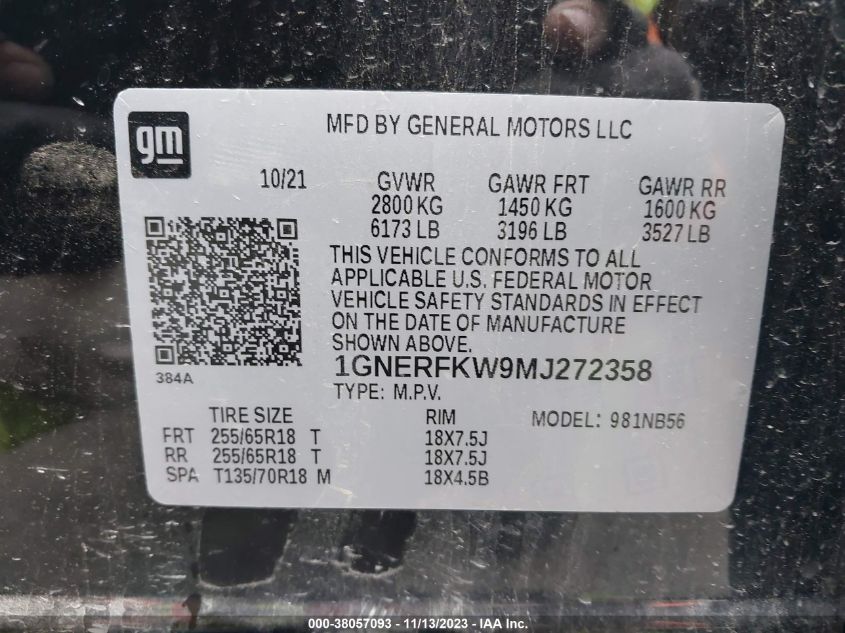 gm
MFD BY GENERAL MOTORS LLC
10/21 GVWR GAWR FRT GAWR RR
2800 KG 1450 KG 1600 KG
6173 LB 3196 LB 3527 LB
THIS VEHICLE CONFORMS TO ALL
APPLICABLE U.S. FEDERAL MOTOR
VEHICLE SAFETY STANDARDS IN EFFECT
ON THE DATE OF MANUFACTURE
SHOWN ABOVE.
1GNERFKW9MJ272358
384A
TYPE: M.P.V.
TIRE SIZE RIM MODEL: 981NB56
FRT 255/65R18 T 18X7.5J
RR 255/65R18 T 18X7.5J
SPA T135/70R18 M 18X4.5B
000-38057093 - 11/13/2023 - IAA Inc.